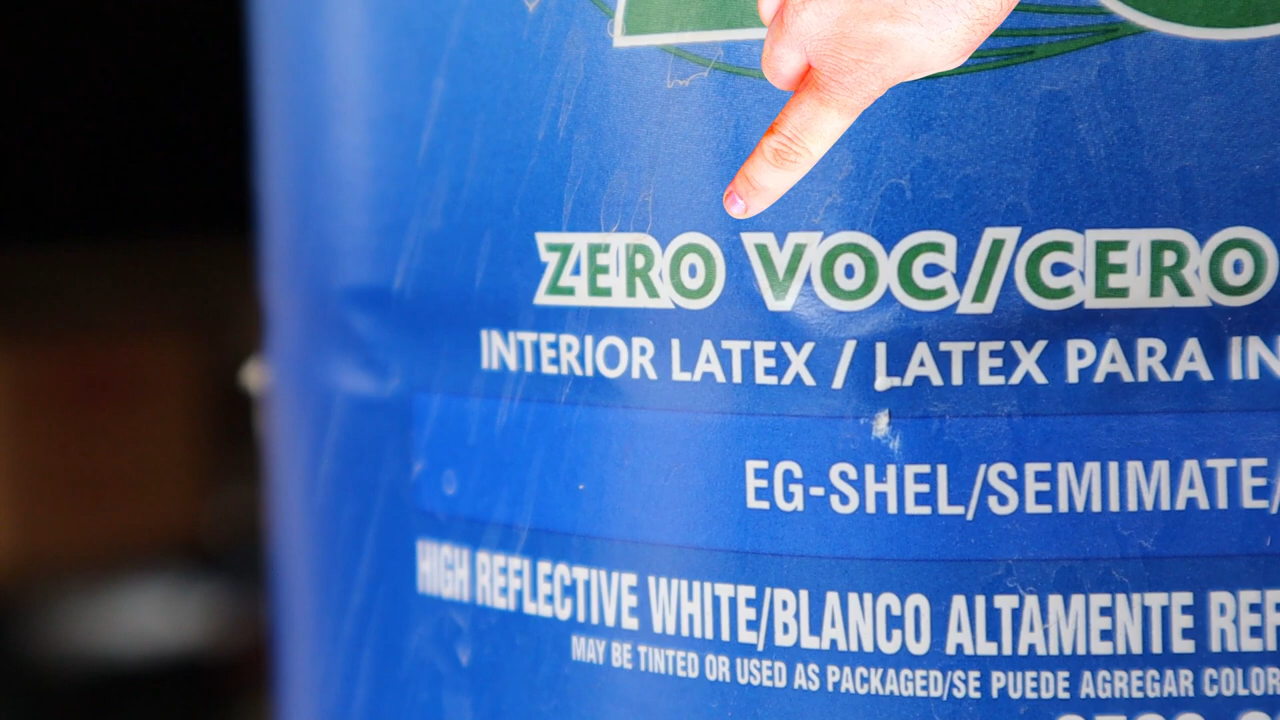 ZERO VOC/CERO
INTERIOR LATEX / LATEX PARA IN
EG-SHEL/SEMIMATE/
HIGH REFLECTIVE WHITE/BLANCO ALTAMENTE REF
MAY BE TINTED OR USED AS PACKAGED/SE PUEDE AGREGAR COLOR